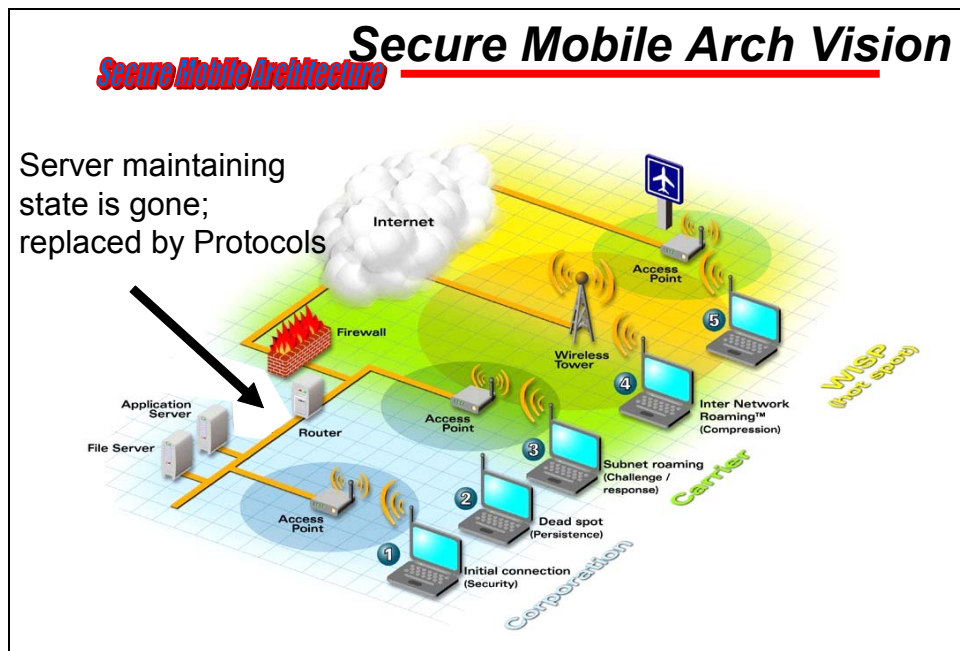 Secure Mobile Arch Vision
Secure Mobile Architecture
Server maintaining
state is gone;
replaced by Protocols
Internet
Access
Point
Firewall
Wireless
Tower
5
WISP
(hot spot)
4
Inter Network
Roaming™
(Compression)
Application
Server
File Server
Router
Access
Point
3
Subnet roaming
(Challenge /
response)
Carrier
Access
Point
2
Dead spot
(Persistence)
1
Initial connection
(Security)
Corporation